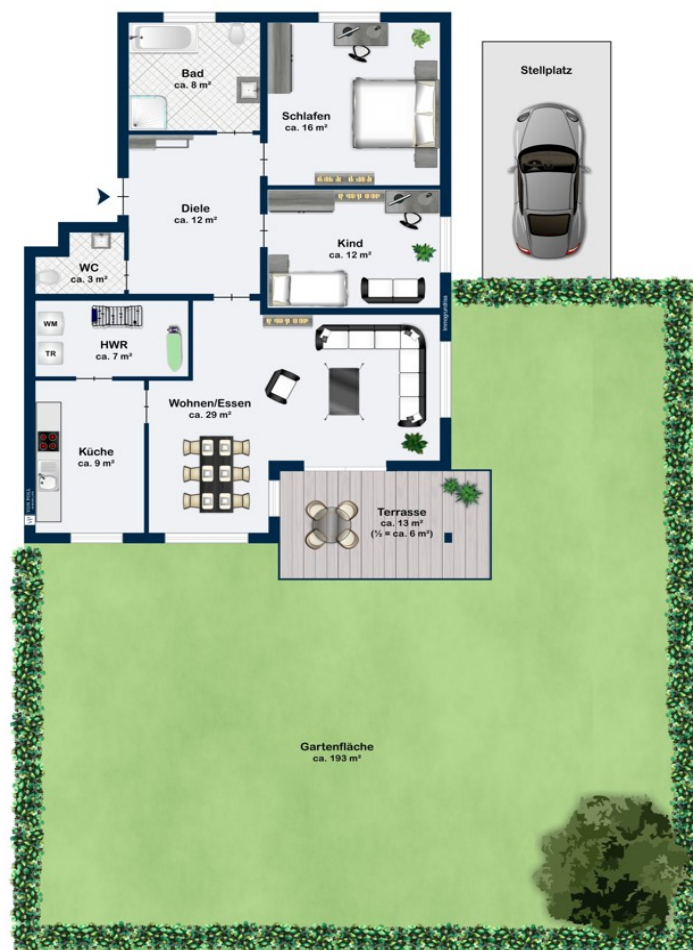 Bad
ca. 8 m²
Schlafen
ca. 16 m²
Stellplatz
Diele
ca. 12 m²
Kind
ca. 12 m²
WC
ca. 3 m²
WM
TR
HWR
ca. 7 m²
Wohnen/Essen
ca. 29 m²
Küche
ca. 9 m²
Terrasse
ca. 13 m²
(½ = ca. 6 m²)
Gartenfläche
ca. 193 m²